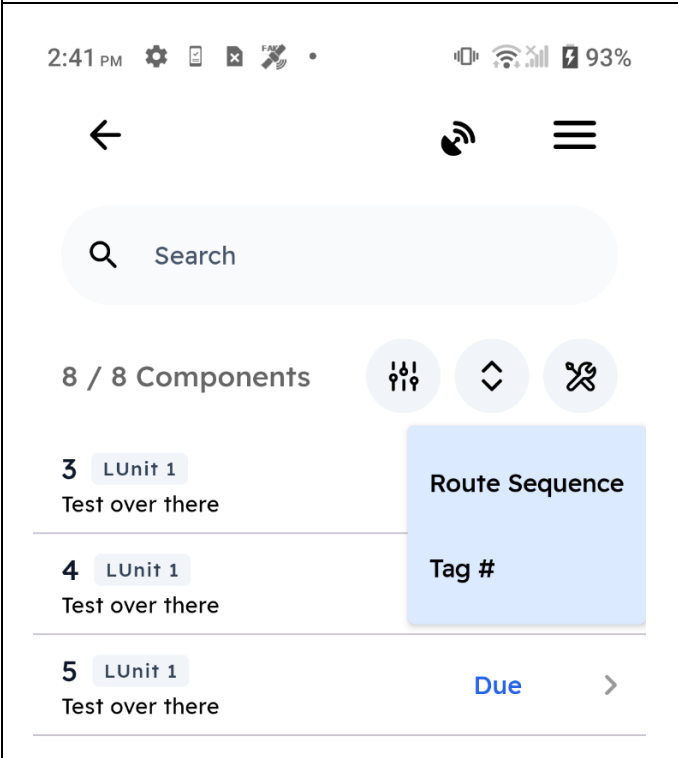 2:41 PM FAKE 93%
Search
8 / 8 Components
3 LUnit 1
Test over there
Route Sequence
4 LUnit 1
Tag #
Test over there
5 LUnit 1
Due
Test over there